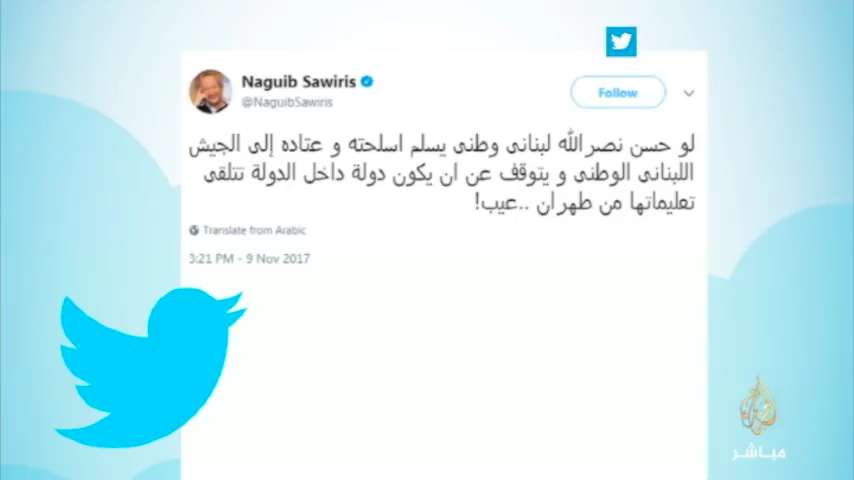 Naguib Sawiris
@NaguibSawiris
Follow
لو حسن نصرالله لبنانى وطنى يسلم اسلحته و عتاده إلى الجيش
اللبنانى الوطنى و يتوقف عن ان يكون دولة داخل الدولة تتلقى
تعليماتها من طهران ..عيب!
Translate from Arabic
3:21 PM - 9 Nov 2017
مباشر